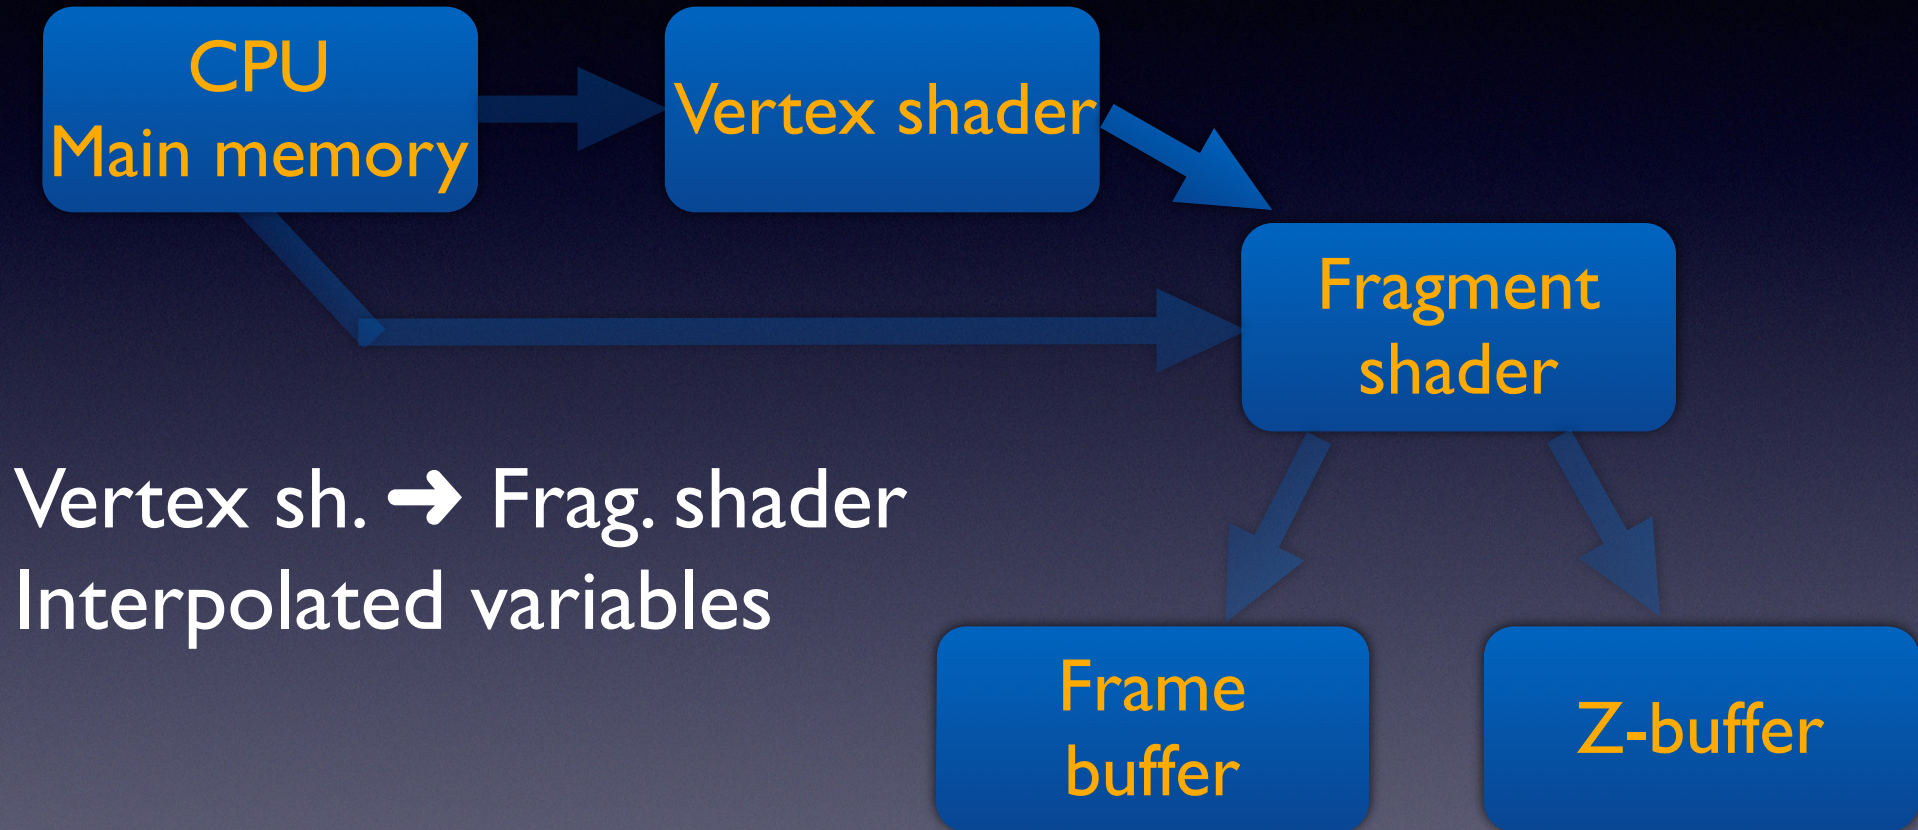 CPU
Main memory
Vertex shader
Fragment
shader
Vertex sh. ➜ Frag. shader
Interpolated variables
Frame
buffer
Z-buffer